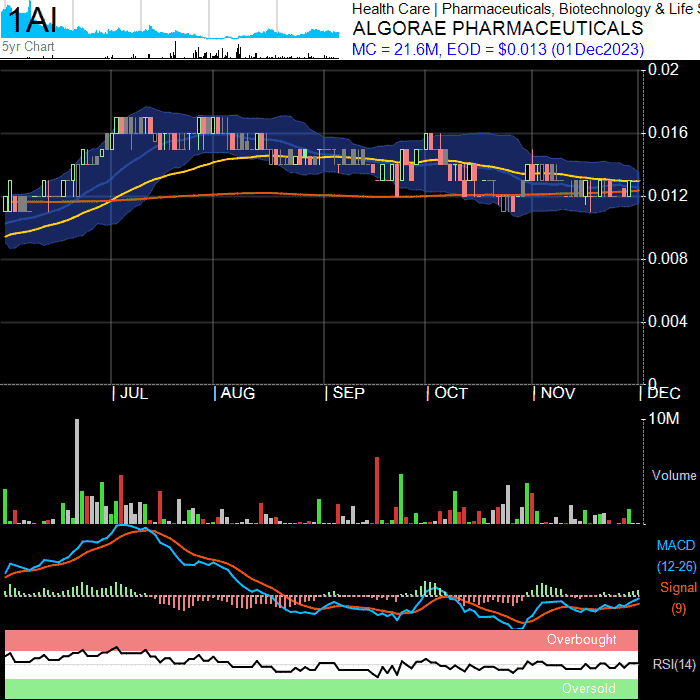 1AI
5yr Chart
Health Care | Pharmaceuticals, Biotechnology & Life S
ALGORAE PHARMACEUTICALS
MC = 21.6M, EOD = $0.013 (01Dec2023)
0.02
0.016
0.012
0.008
0.004
0
JUL AUG SEP OCT NOV DEC
10M
Volume
MACD
(12-26)
Signal
(9)
Overbought
RSI(14)
Oversold